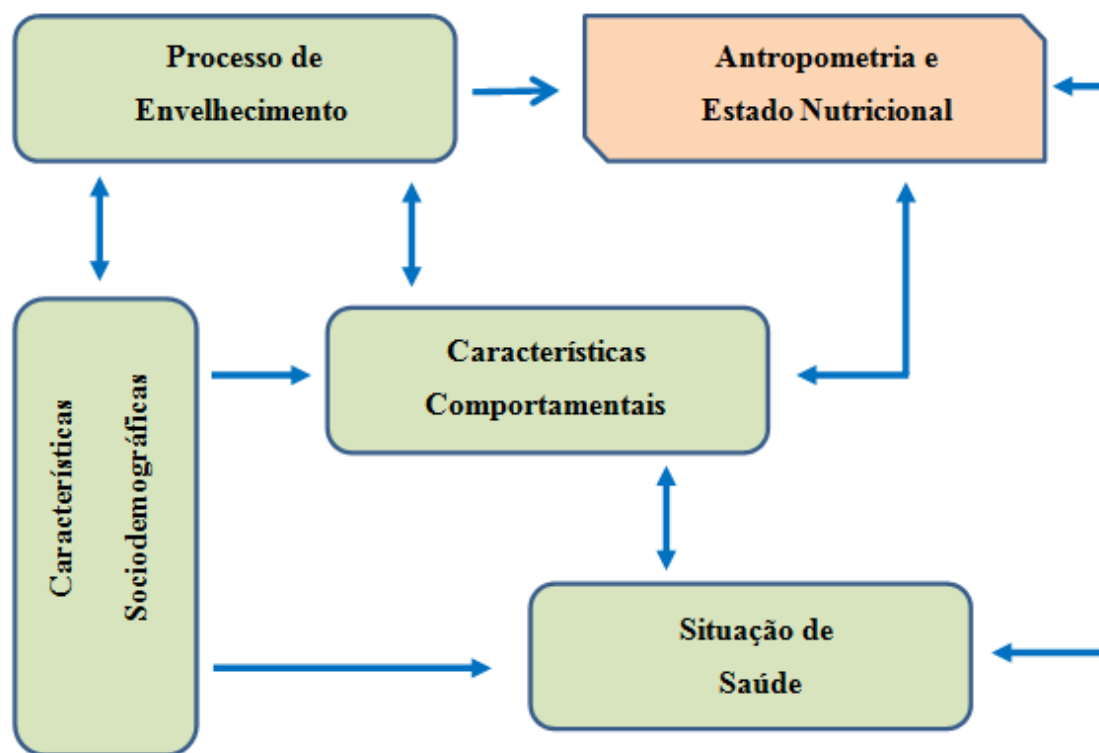 Processo de
Envelhecimento
Antropometria e
Estado Nutricional
Características
Sociodemográficas
Características
Comportamentais
Situação de
Saúde